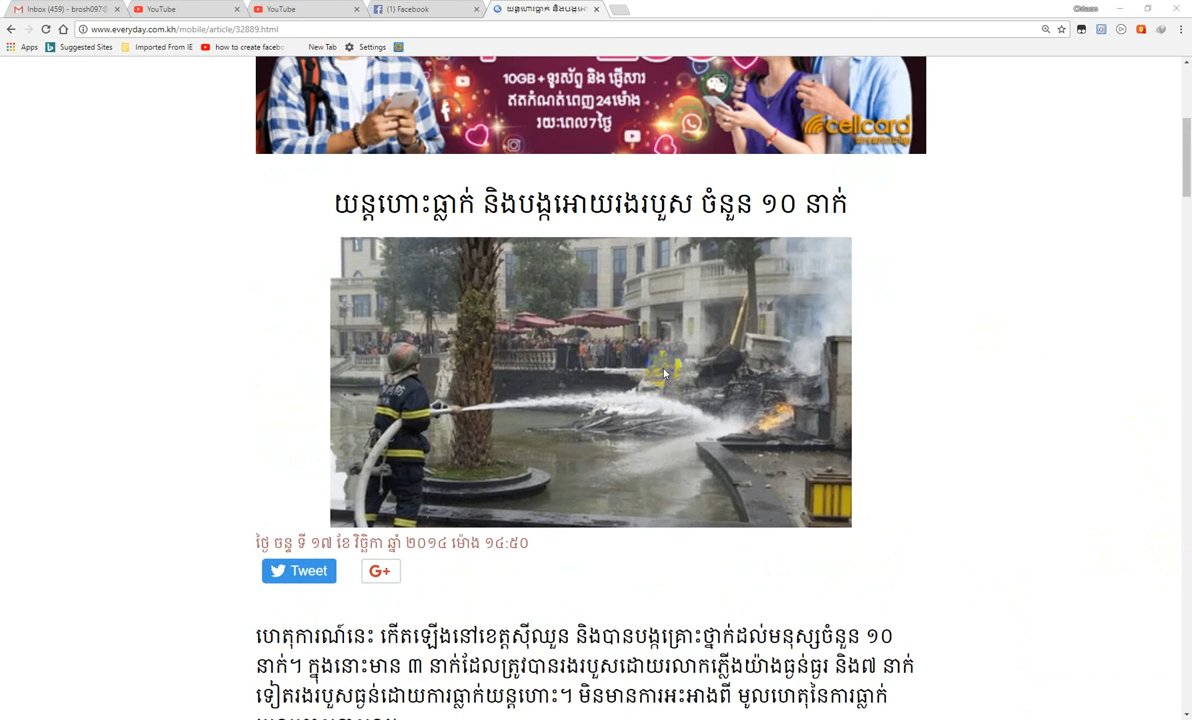 Inbox (459) - brosh097@
YouTube
YouTube
(1) Facebook
Chhuan
www.everyday.com.kh/mobile/article/32889.html
Apps
Suggested Sites
Imported From IE
how to create facebo
New Tab
Settings
10GB+ទូរស័ព្ទ និង ផ្ញើសារ
ឥតកំណត់ពេញ24ម៉ោង
រយៈពេល7ថ្ងៃ
cellcard
យន្តហោះធ្លាក់ និងបង្កអោយរងរបួស ចំនួន ១០ នាក់
ថ្ងៃ ចន្ទ ទី ១៧ ខែ វិច្ឆិកា ឆ្នាំ ២០១៤ ម៉ោង ១៤:៥០
Tweet
G+
ហេតុការណ៍នេះ កើតឡើងនៅខេត្តស៊ីឈួន និងបានបង្កគ្រោះថ្នាក់ដល់មនុស្សចំនួន ១០
នាក់។ ក្នុងនោះមាន ៣ នាក់ដែលត្រូវបានរងរបួសដោយរលាកភ្លើងយ៉ាងធ្ងន់ធ្ងរ និង៧ នាក់
ទៀតរងរបួសធ្ងន់ដោយការធ្លាក់យន្តហោះ។ មិនមានការអះអាងពី មូលហេតុនៃការធ្លាក់